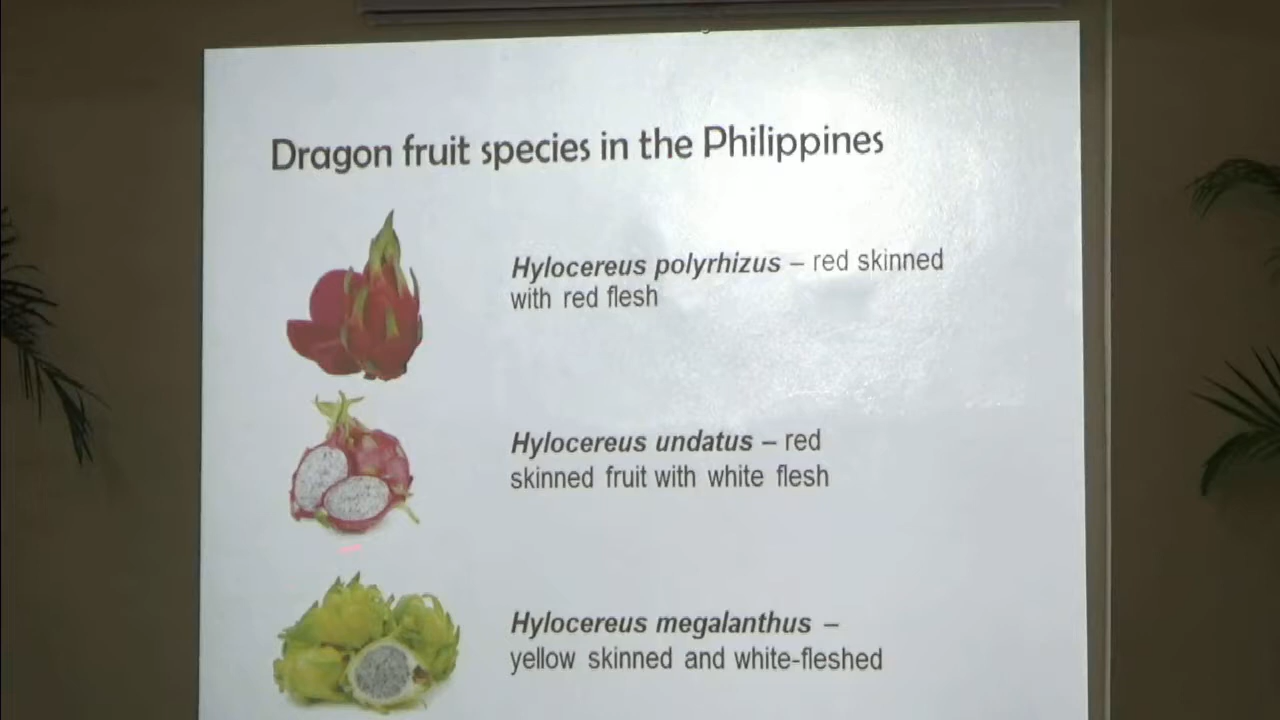 Dragon fruit species in the Philippines
Hylocereus polyrhizus – red skinned
with red flesh
Hylocereus undatus – red
skinned fruit with white flesh
Hylocereus megalanthus –
yellow skinned and white-fleshed